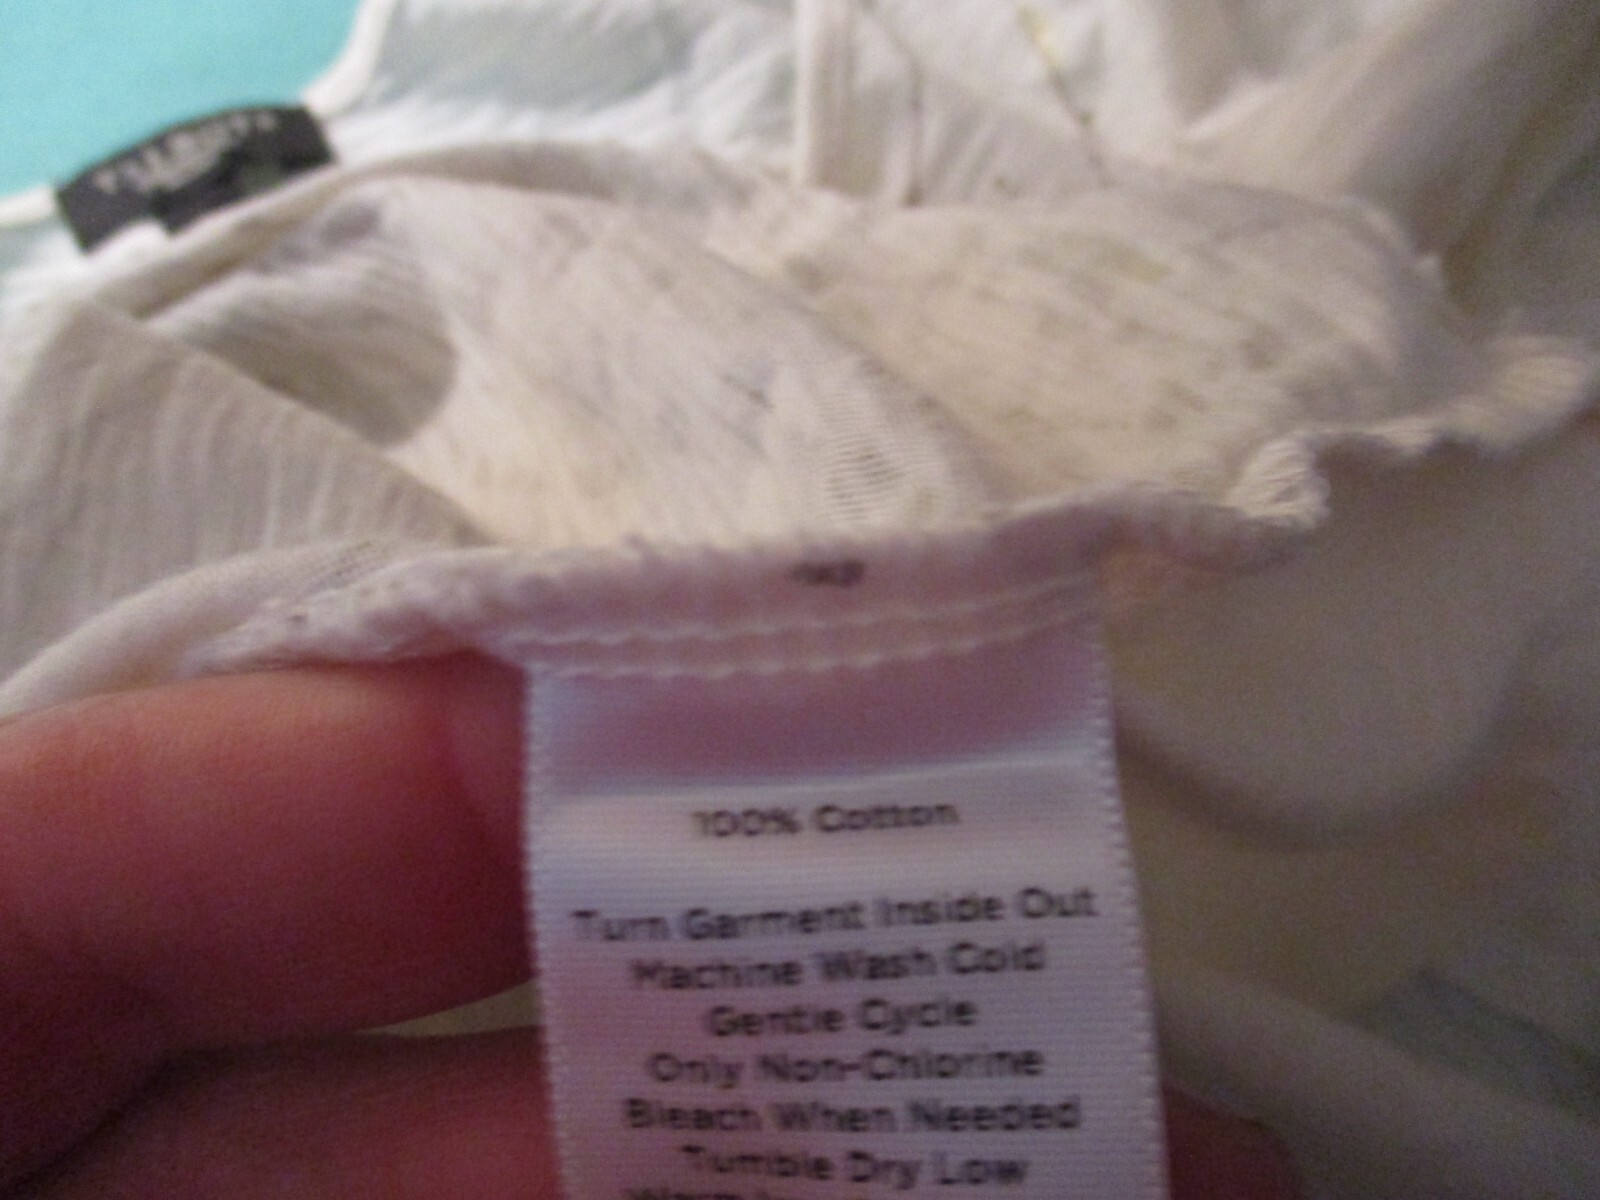 TALBOTS
100% Cotton
Turn Garment Inside Out
Machine Wash Cold
Gentle Cycle
Only Non-Chlorine
Bleach When Needed
Tumble Dry Low